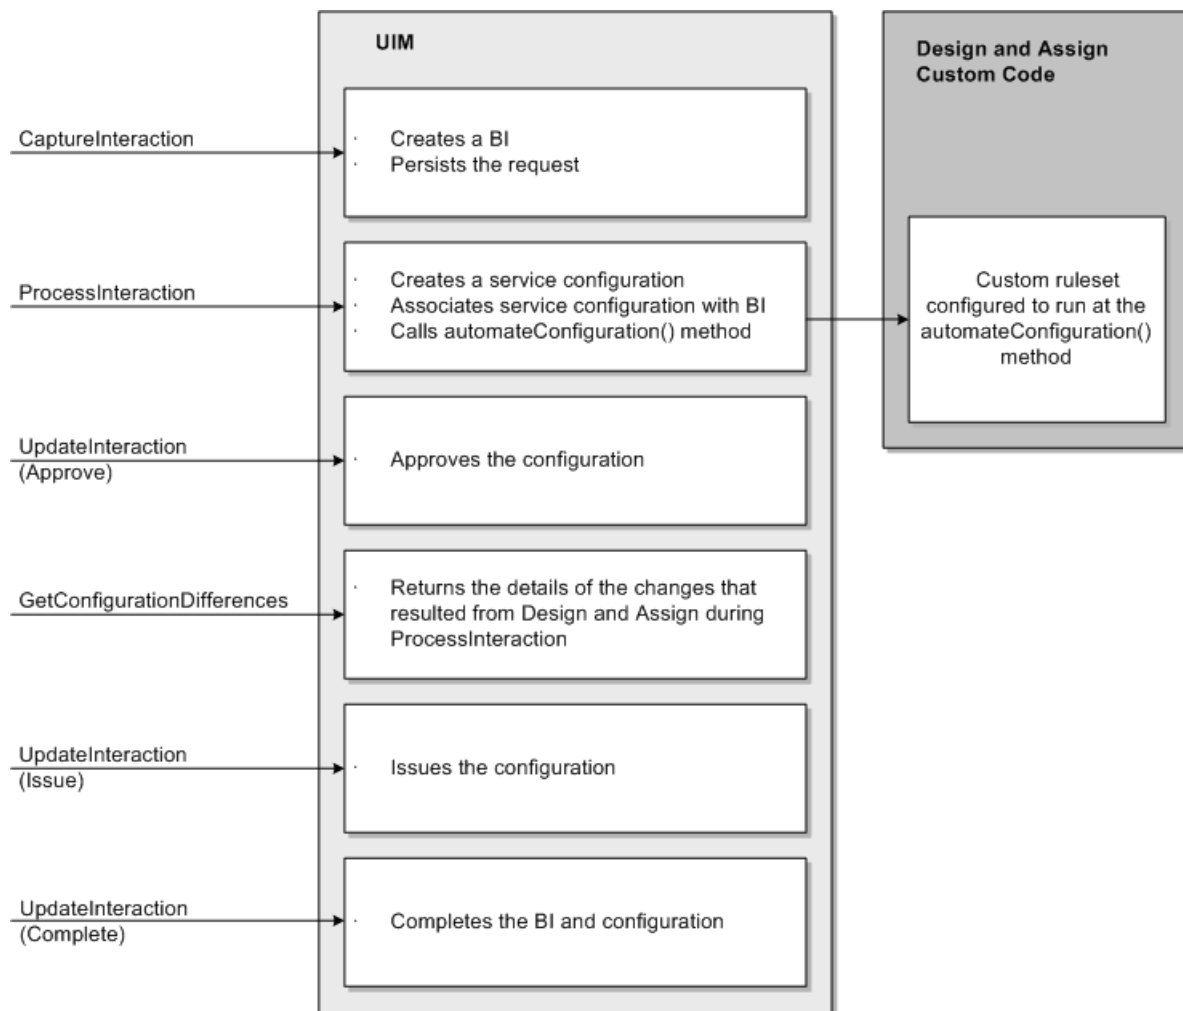 UIM
Design and Assign
Custom Code
CaptureInteraction
· Creates a BI
· Persists the request
ProcessInteraction
· Creates a service configuration
· Associates service configuration with BI
· Calls automateConfiguration() method
Custom ruleset
configured to run at the
automateConfiguration()
method
UpdateInteraction
(Approve)
· Approves the configuration
GetConfigurationDifferences
· Returns the details of the changes that
resulted from Design and Assign during
ProcessInteraction
UpdateInteraction
(Issue)
· Issues the configuration
UpdateInteraction
(Complete)
· Completes the BI and configuration